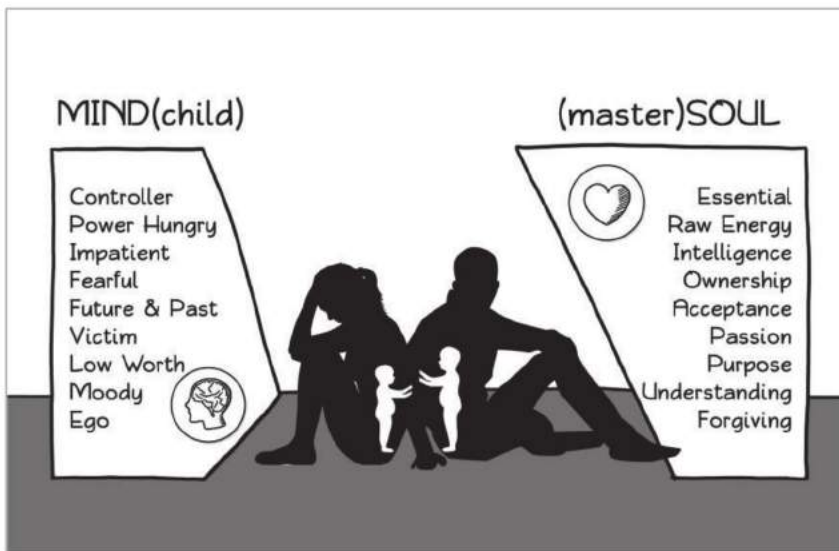 MIND(child)
Controller
Power Hungry
Impatient
Fearful
Future & Past
Victim
Low Worth
Moody
Ego
(master)SOUL
Essential
Raw Energy
Intelligence
Ownership
Acceptance
Passion
Purpose
Understanding
Forgiving